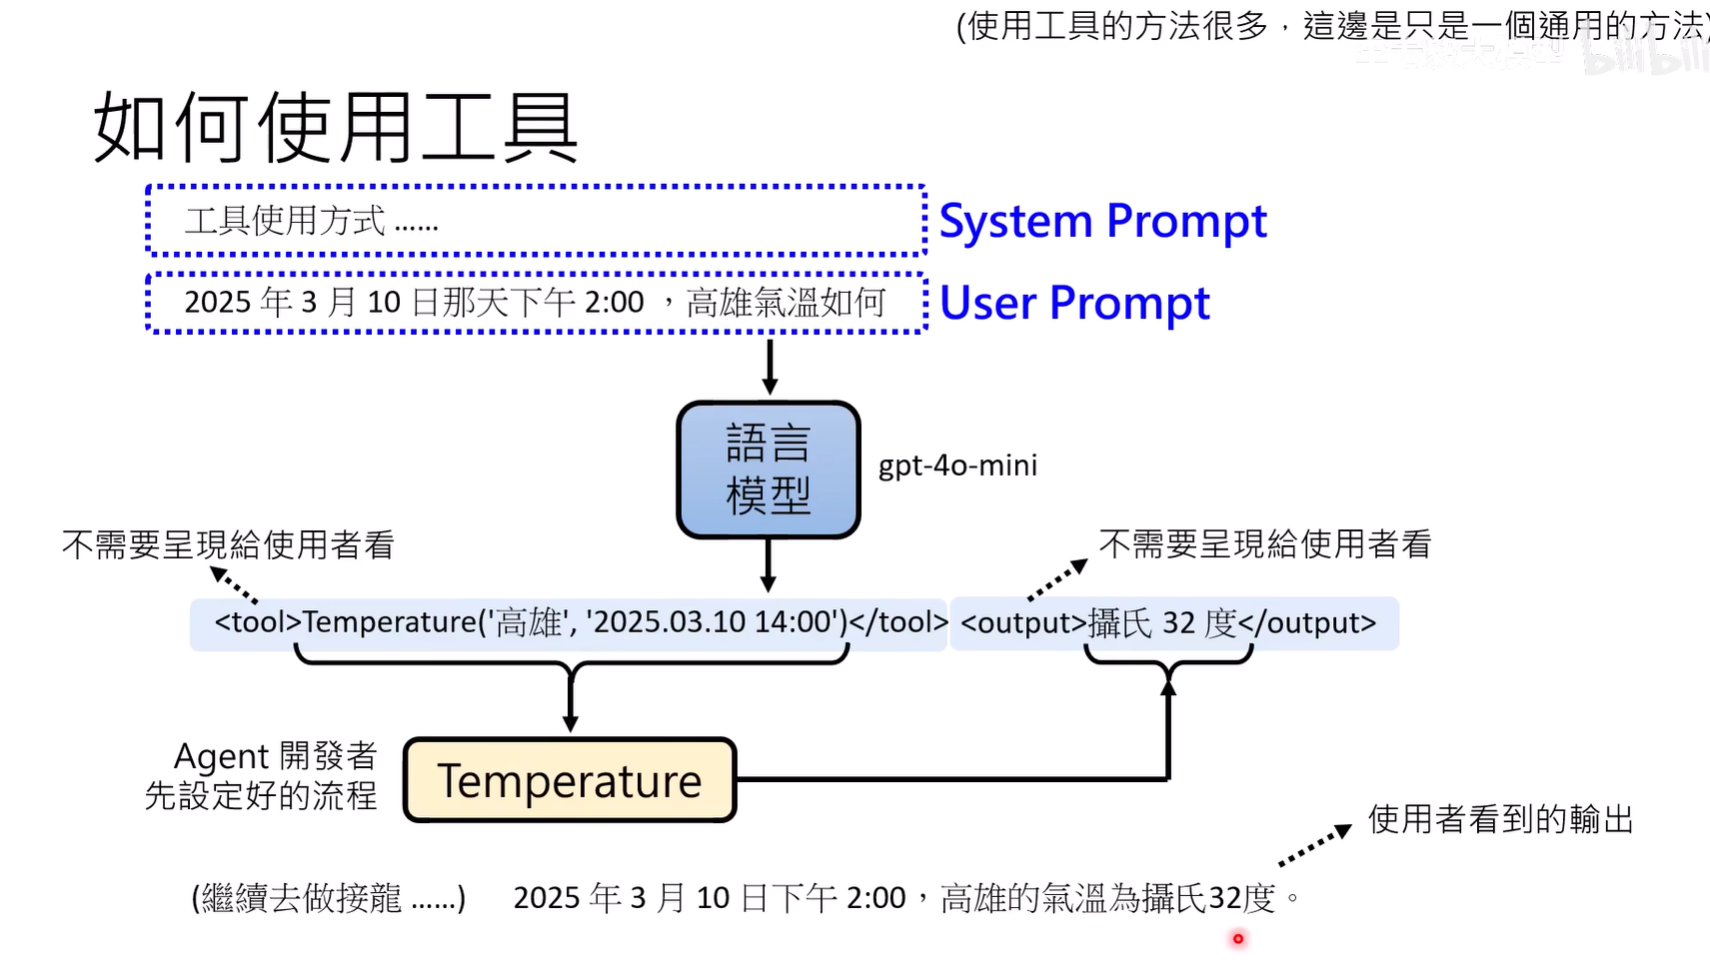 (使用工具的方法很多，這邊是只是一個通用的方法)
如何使用工具
工具使用方式 ......
System Prompt
2025 年 3 月 10 日那天下午 2:00 ，高雄氣溫如何
User Prompt
語言
模型
gpt-4o-mini
不需要呈現給使用者看
不需要呈現給使用者看
<tool>Temperature('高雄', '2025.03.10 14:00')</tool>
<output>攝氏 32 度</output>
Agent 開發者
先設定好的流程
Temperature
使用者看到的輸出
(繼續去做接龍 ......)
2025 年 3 月 10 日下午 2:00，高雄的氣溫為攝氏32度。